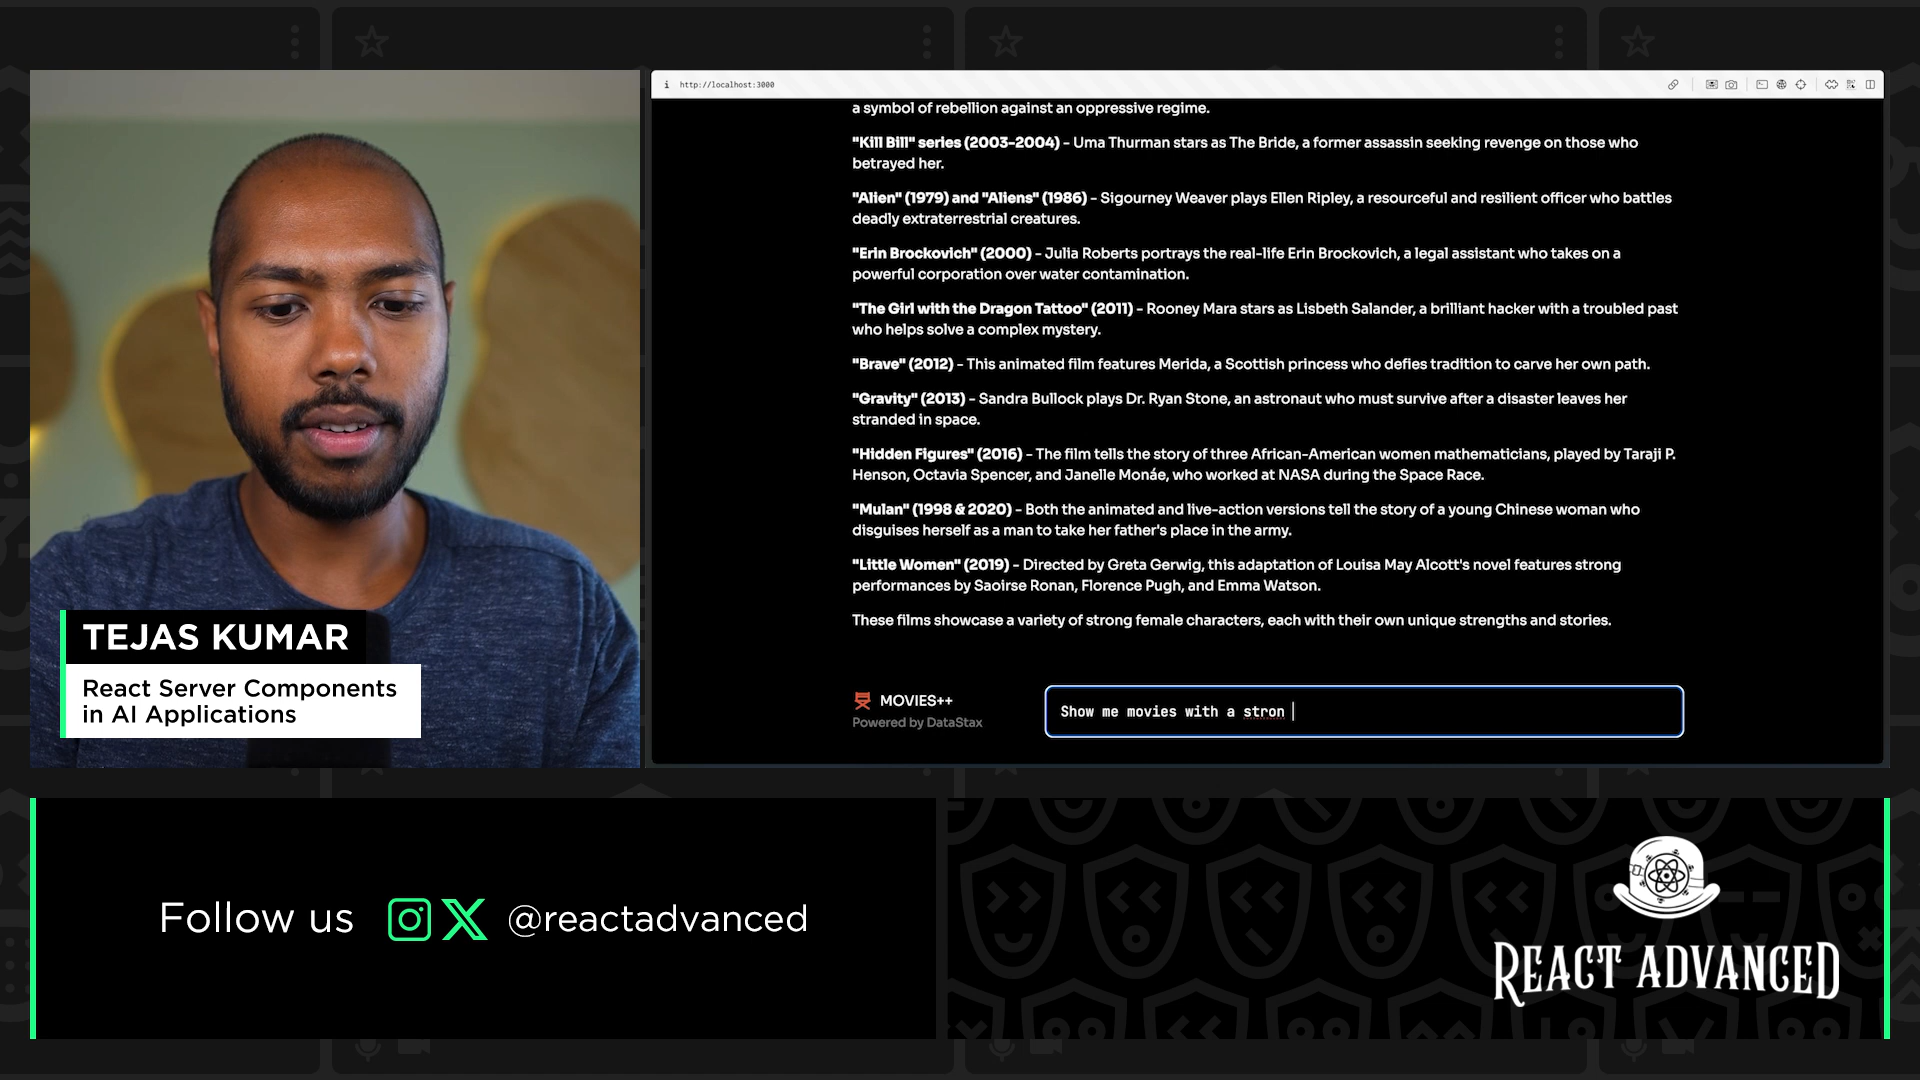 http://localhost:3000
a symbol of rebellion against an oppressive regime.
"Kill Bill" series (2003-2004) - Uma Thurman stars as The Bride, a former assassin seeking revenge on those who
betrayed her.
"Alien" (1979) and "Aliens" (1986) - Sigourney Weaver plays Ellen Ripley, a resourceful and resilient officer who battles
deadly extraterrestrial creatures.
"Erin Brockovich" (2000) - Julia Roberts portrays the real-life Erin Brockovich, a legal assistant who takes on a
powerful corporation over water contamination.
"The Girl with the Dragon Tattoo" (2011) - Rooney Mara stars as Lisbeth Salander, a brilliant hacker with a troubled past
who helps solve a complex mystery.
"Brave" (2012) - This animated film features Merida, a Scottish princess who defies tradition to carve her own path.
"Gravity" (2013) - Sandra Bullock plays Dr. Ryan Stone, an astronaut who must survive after a disaster leaves her
stranded in space.
"Hidden Figures" (2016) - The film tells the story of three African-American women mathematicians, played by Taraji P.
Henson, Octavia Spencer, and Janelle Monáe, who worked at NASA during the Space Race.
"Mulan" (1998 & 2020) - Both the animated and live-action versions tell the story of a young Chinese woman who
disguises herself as a man to take her father's place in the army.
"Little Women" (2019) - Directed by Greta Gerwig, this adaptation of Louisa May Alcott's novel features strong
performances by Saoirse Ronan, Florence Pugh, and Emma Watson.
These films showcase a variety of strong female characters, each with their own unique strengths and stories.
MOVIES++
Powered by DataStax
Show me movies with a stron
TEJAS KUMAR
React Server Components
in AI Applications
Follow us
@reactadvanced
REACT ADVANCED